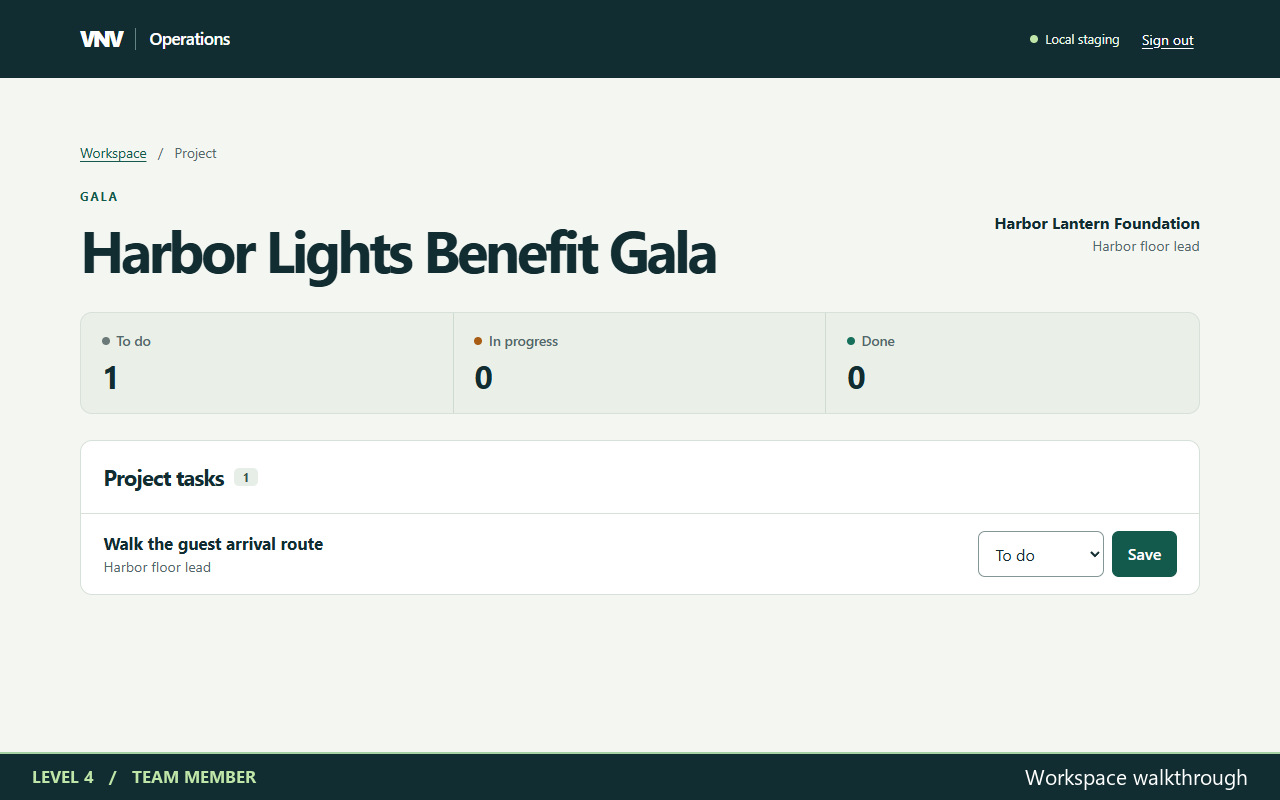 VNV Operations
Local staging Sign out
Workspace / Project
GALA
Harbor Lights Benefit Gala
Harbor Lantern Foundation
Harbor floor lead
To do
1
In progress
0
Done
0
Project tasks 1
Walk the guest arrival route
Harbor floor lead
To do
Save
LEVEL 4 / TEAM MEMBER
Workspace walkthrough